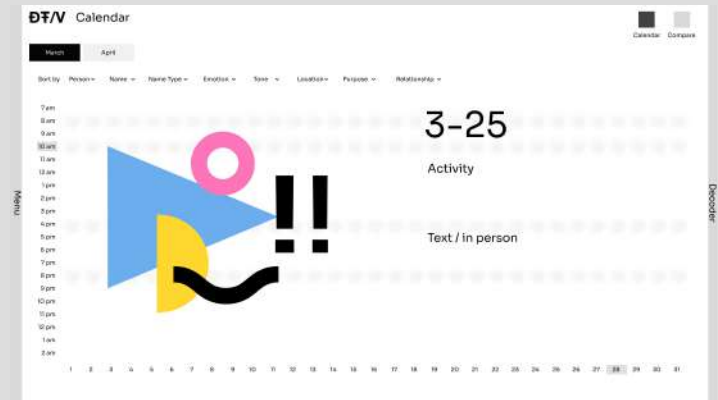 ĐŦ/V Calendar
Calendar Compare
March April
Sort by Person Name Name Type Emotion Tone Location Purpose Relationship
7 am
8 am
9 am
10 am
11 am
12 am
1 pm
2 pm
3 pm
4 pm
5 pm
6 pm
7 pm
8 pm
9 pm
10 pm
11 pm
12 pm
1 am
2 am
Menu
!!
3-25
Activity
Text / in person
Decoder
1 2 3 4 5 6 7 8 9 10 11 12 13 14 15 16 17 18 19 20 21 22 23 24 25 26 27 28 29 30 31